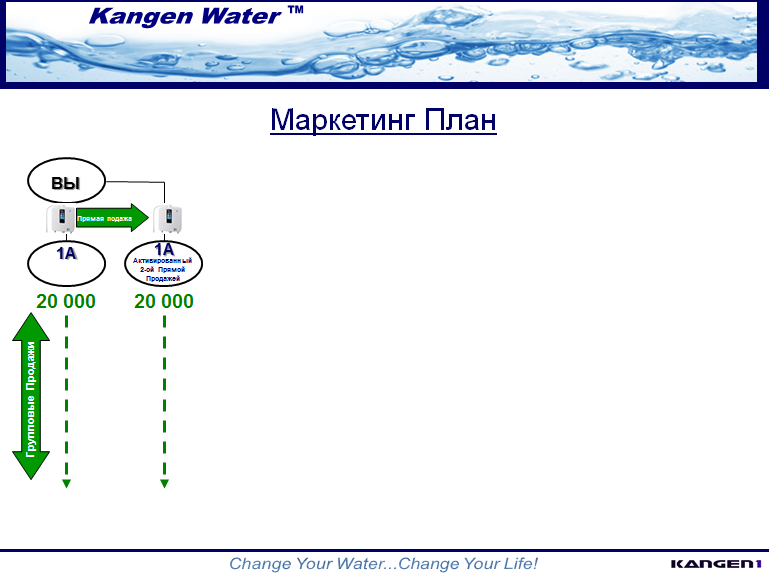 Kangen Water ™
Маркетинг План
ВЫ
Прямая подажа
1A
1A
Активированный
2-ой Прямой
Продажей
20 000
20 000
Групповые Продажи
Change Your Water...Change Your Life!
KANGEN1